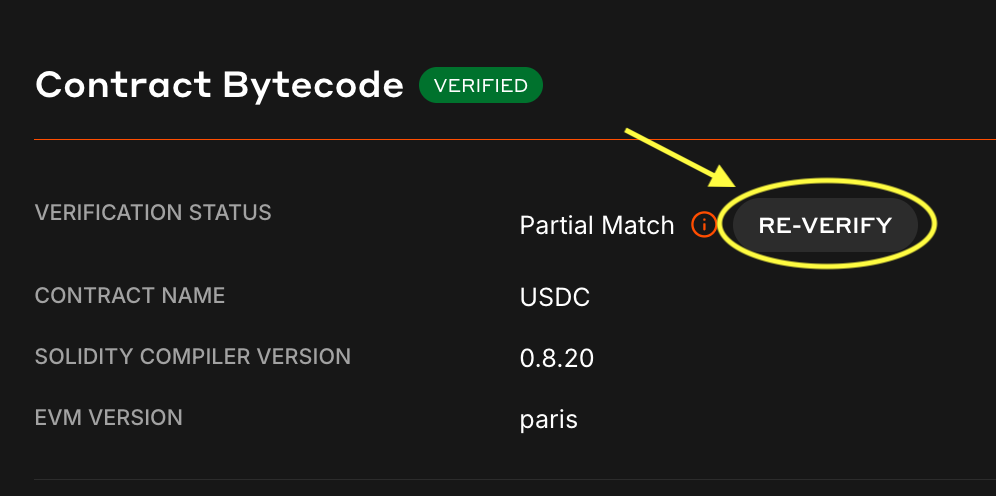 Contract Bytecode VERIFIED
VERIFICATION STATUS Partial Match RE-VERIFY
CONTRACT NAME USDC
SOLIDITY COMPILER VERSION 0.8.20
EVM VERSION paris